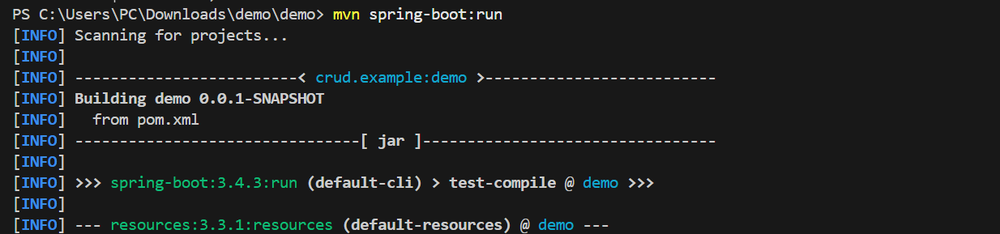 PS C:\Users\PC\Downloads\demo\demo> mvn spring-boot:run
[INFO] Scanning for projects...
[INFO]
[INFO] -------------------------< crud.example:demo >--------------------------
[INFO] Building demo 0.0.1-SNAPSHOT
[INFO]   from pom.xml
[INFO] --------------------------------[ jar ]---------------------------------
[INFO]
[INFO] >>> spring-boot:3.4.3:run (default-cli) > test-compile @ demo >>>
[INFO]
[INFO] --- resources:3.3.1:resources (default-resources) @ demo ---